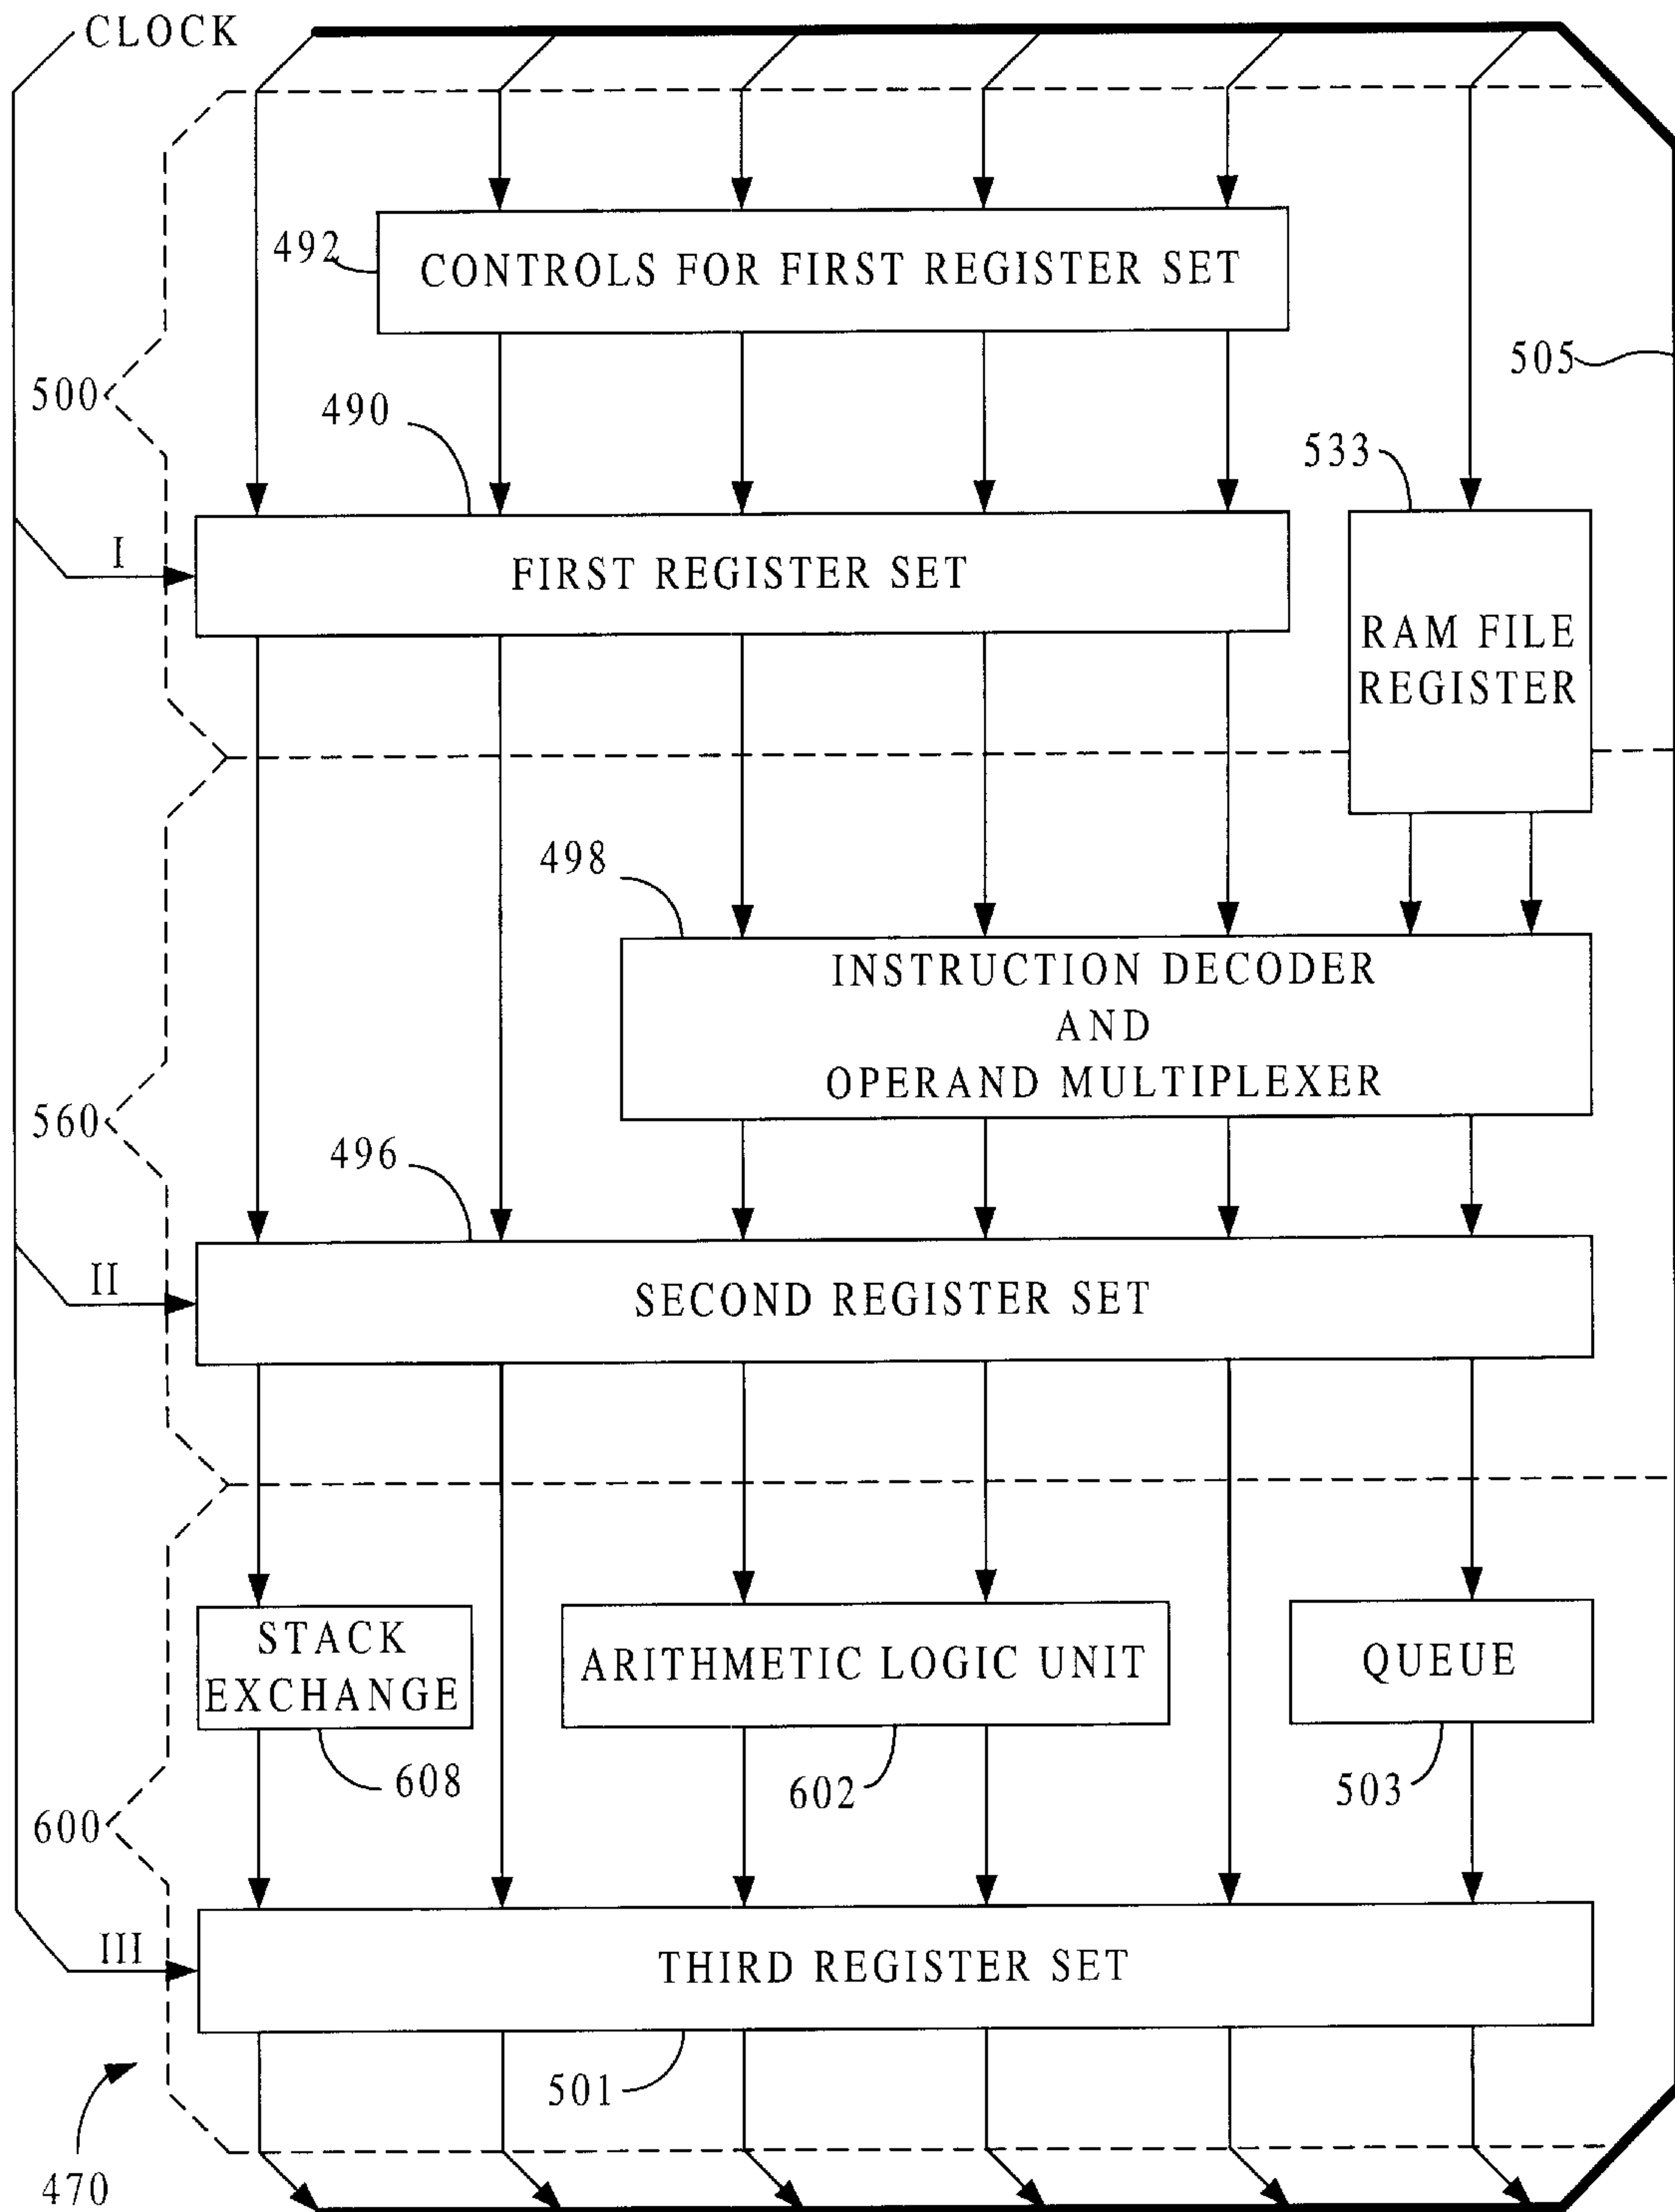 CLOCK
492
CONTROLS FOR FIRST REGISTER SET
505
500
490
533
I
FIRST REGISTER SET
RAM FILE
REGISTER
498
INSTRUCTION DECODER
AND
OPERAND MULTIPLEXER
560
496
II
SECOND REGISTER SET
STACK
EXCHANGE
ARITHMETIC LOGIC UNIT
QUEUE
608
602
503
600
III
THIRD REGISTER SET
501
470